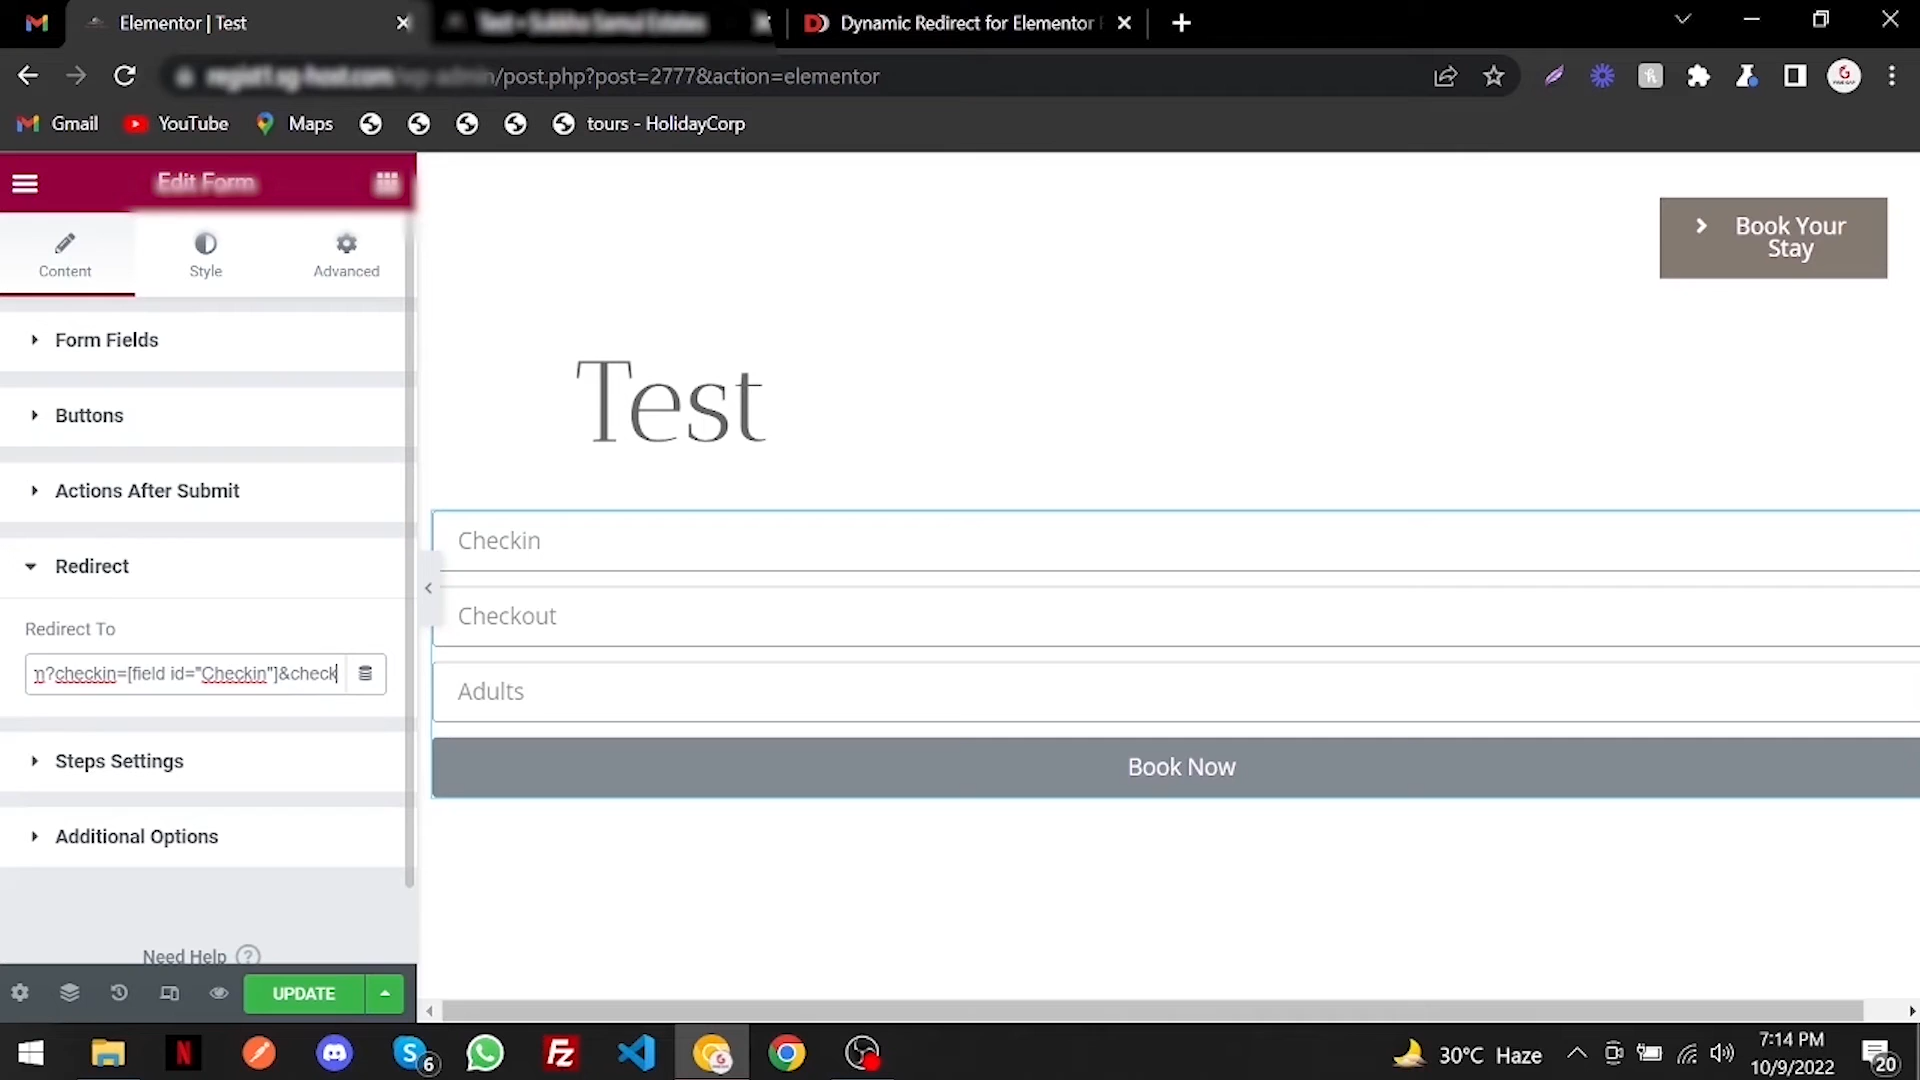 Elementor | Test
Dynamic Redirect for Elementor
/post.php?post=2777&action=elementor
Gmail
YouTube
Maps
tours - HolidayCorp
Edit Form
Content
Style
Advanced
Form Fields
Buttons
Actions After Submit
Redirect
Redirect To
n?checkin=[field id="Checkin"]&check
Steps Settings
Additional Options
Need Help
UPDATE
Book Your
Stay
Test
Checkin
Checkout
Adults
Book Now
6
30°C Haze
7:14 PM
10/9/2022
20